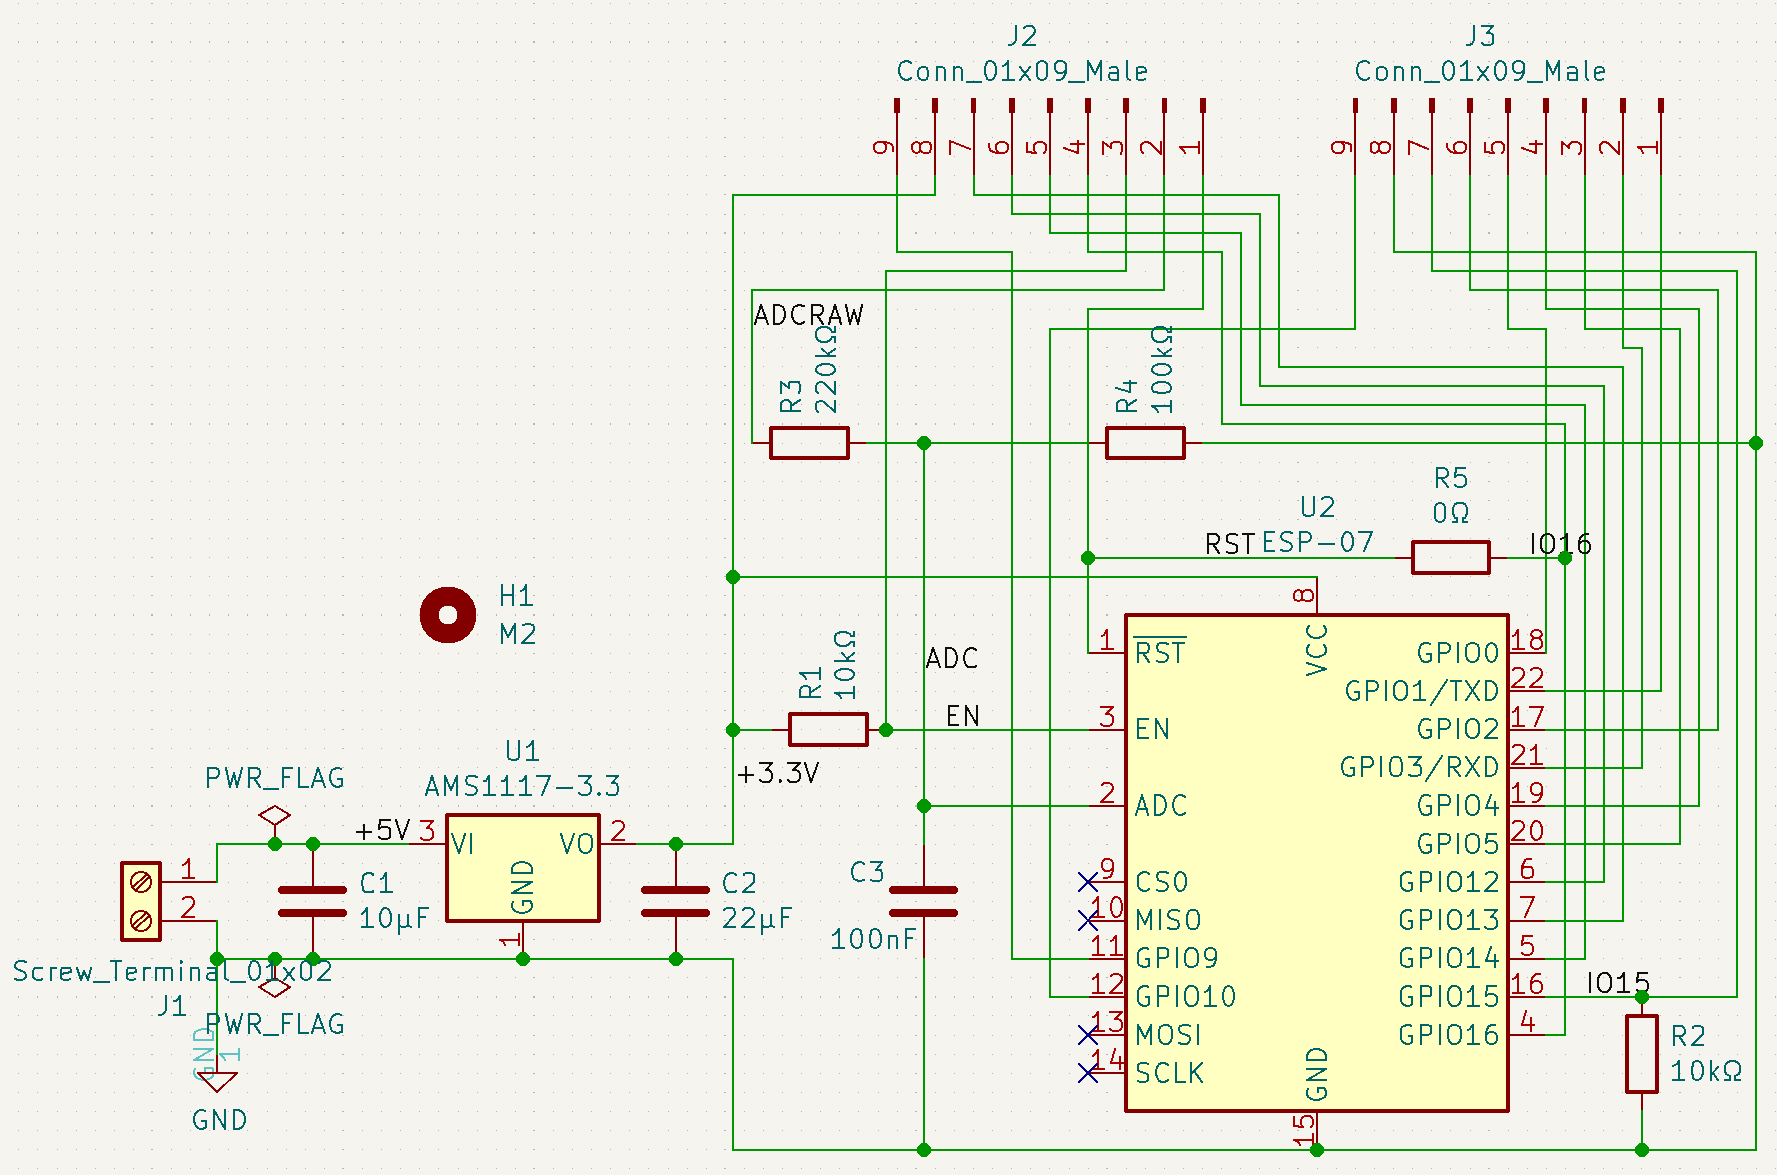 J2
Conn_01x09_Male
9 8 7 6 5 4 3 2 1
J3
Conn_01x09_Male
9 8 7 6 5 4 3 2 1
ADCRAW
R3
220kΩ
R4
100kΩ
R5
0Ω
U2
ESP-07
RST
IO16
H1
M2
R1
10kΩ
ADC
EN
+3.3V
U1
AMS1117-3.3
PWR_FLAG
+5V
3
VI
VO
2
GND
1
1
2
C1
10µF
C2
22µF
C3
100nF
Screw_Terminal_01x02
J1
PWR_FLAG
GND
1
GND
8
VCC
1
RST
3
EN
2
ADC
9
CS0
10
MISO
11
GPIO9
12
GPIO10
13
MOSI
14
SCLK
GPIO0
18
GPIO1/TXD
22
GPIO2
17
GPIO3/RXD
21
GPIO4
19
GPIO5
20
GPIO12
6
GPIO13
7
GPIO14
5
GPIO15
16
GPIO16
4
GND
15
IO15
R2
10kΩ